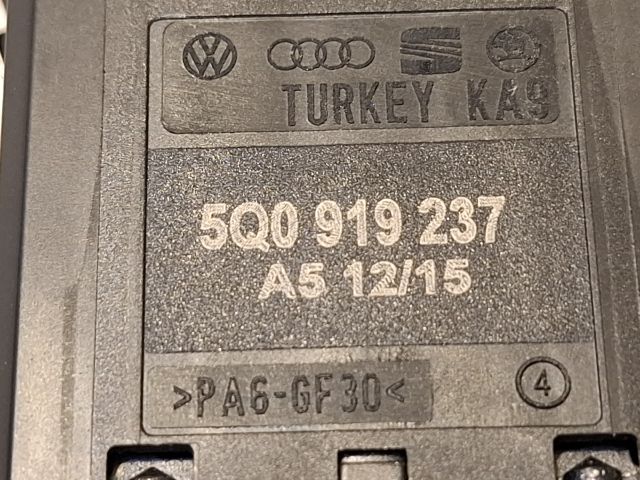 TURKEY KA9
5Q0 919 237
A5 12/15
>PA6-GF30<
4